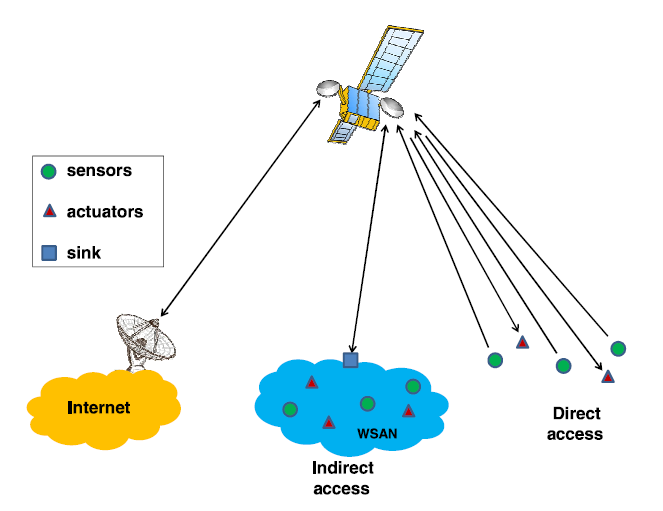 sensors
actuators
sink
Internet
WSAN
Indirect
access
Direct
access